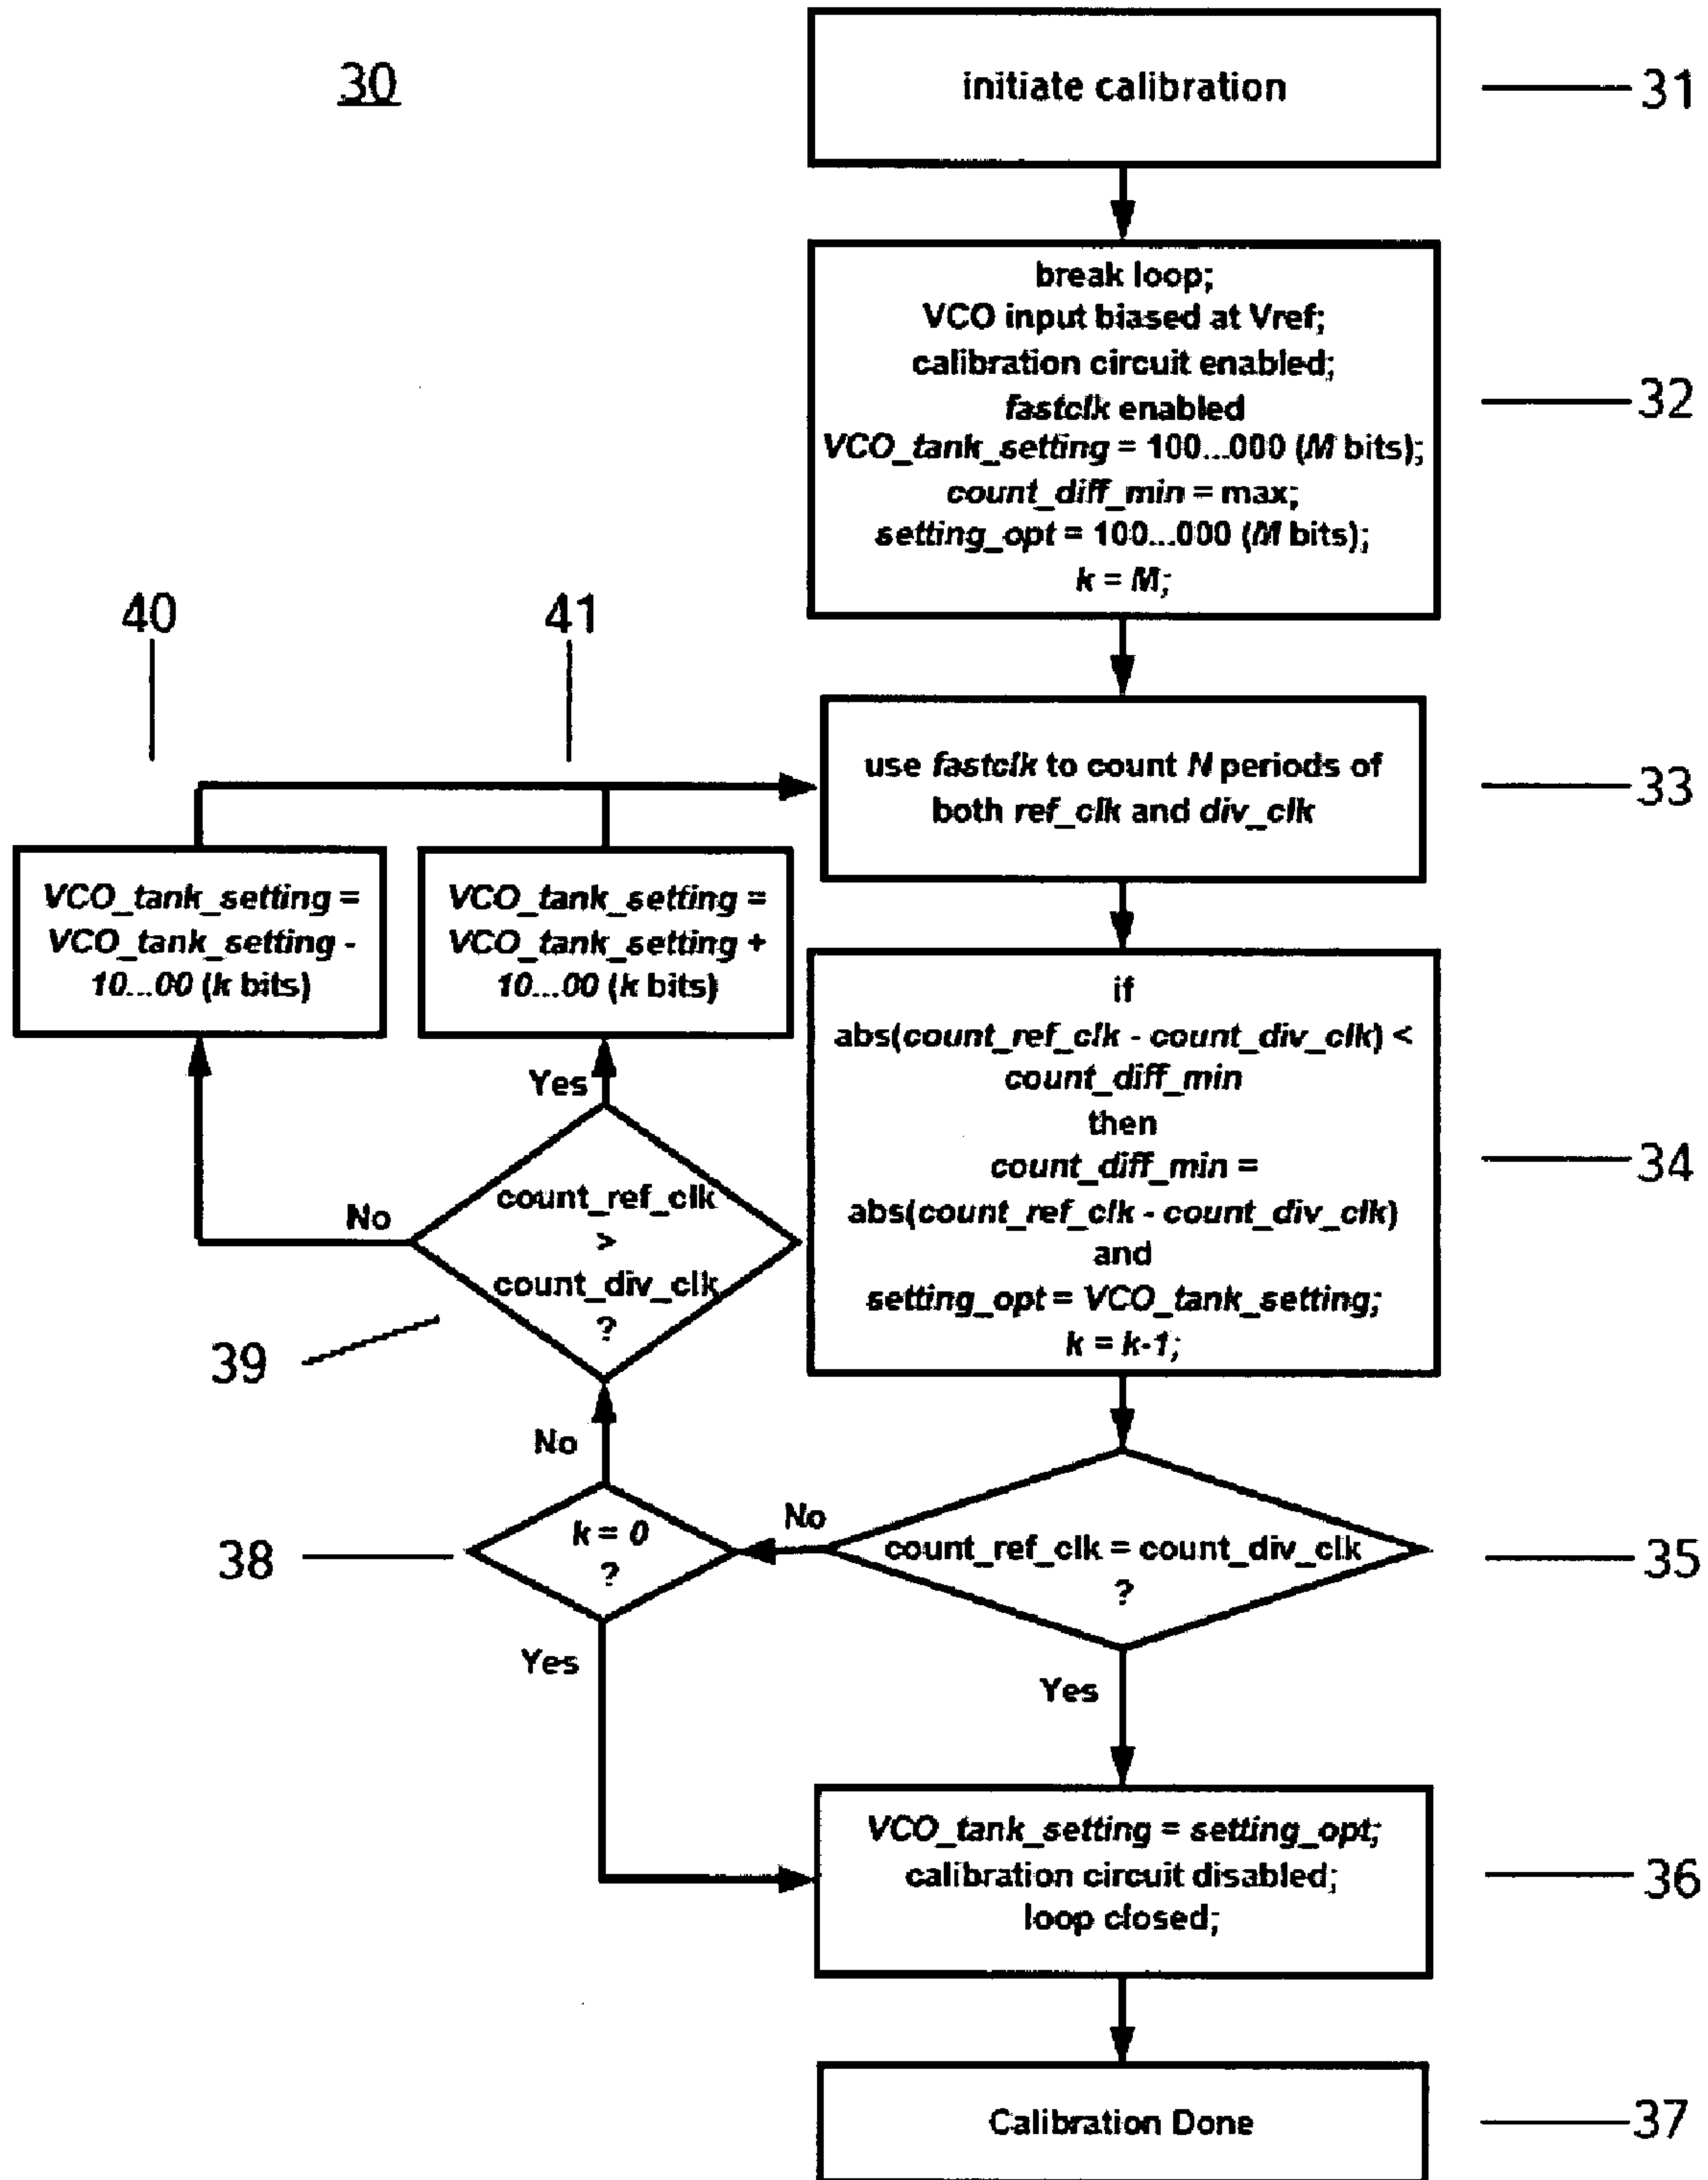 30
initiate calibration
31
break loop;
VCO input biased at Vref;
calibration circuit enabled;
fastclk enabled
VCO_tank_setting = 100...000 (M bits);
count_diff_min = max;
setting_opt = 100...000 (M bits);
k = M;
32
40
41
use fastclk to count N periods of
both ref_clk and div_clk
33
VCO_tank_setting =
VCO_tank_setting -
10...00 (k bits)
VCO_tank_setting =
VCO_tank_setting +
10...00 (k bits)
if
abs(count_ref_clk - count_div_clk) <
count_diff_min
then
count_diff_min =
abs(count_ref_clk - count_div_clk)
and
setting_opt = VCO_tank_setting;
k = k-1;
34
Yes
No
count_ref_clk
>
count_div_clk
?
39
No
k = 0
?
38
No
count_ref_clk = count_div_clk
?
35
Yes
Yes
VCO_tank_setting = setting_opt;
calibration circuit disabled;
loop closed;
36
Calibration Done
37